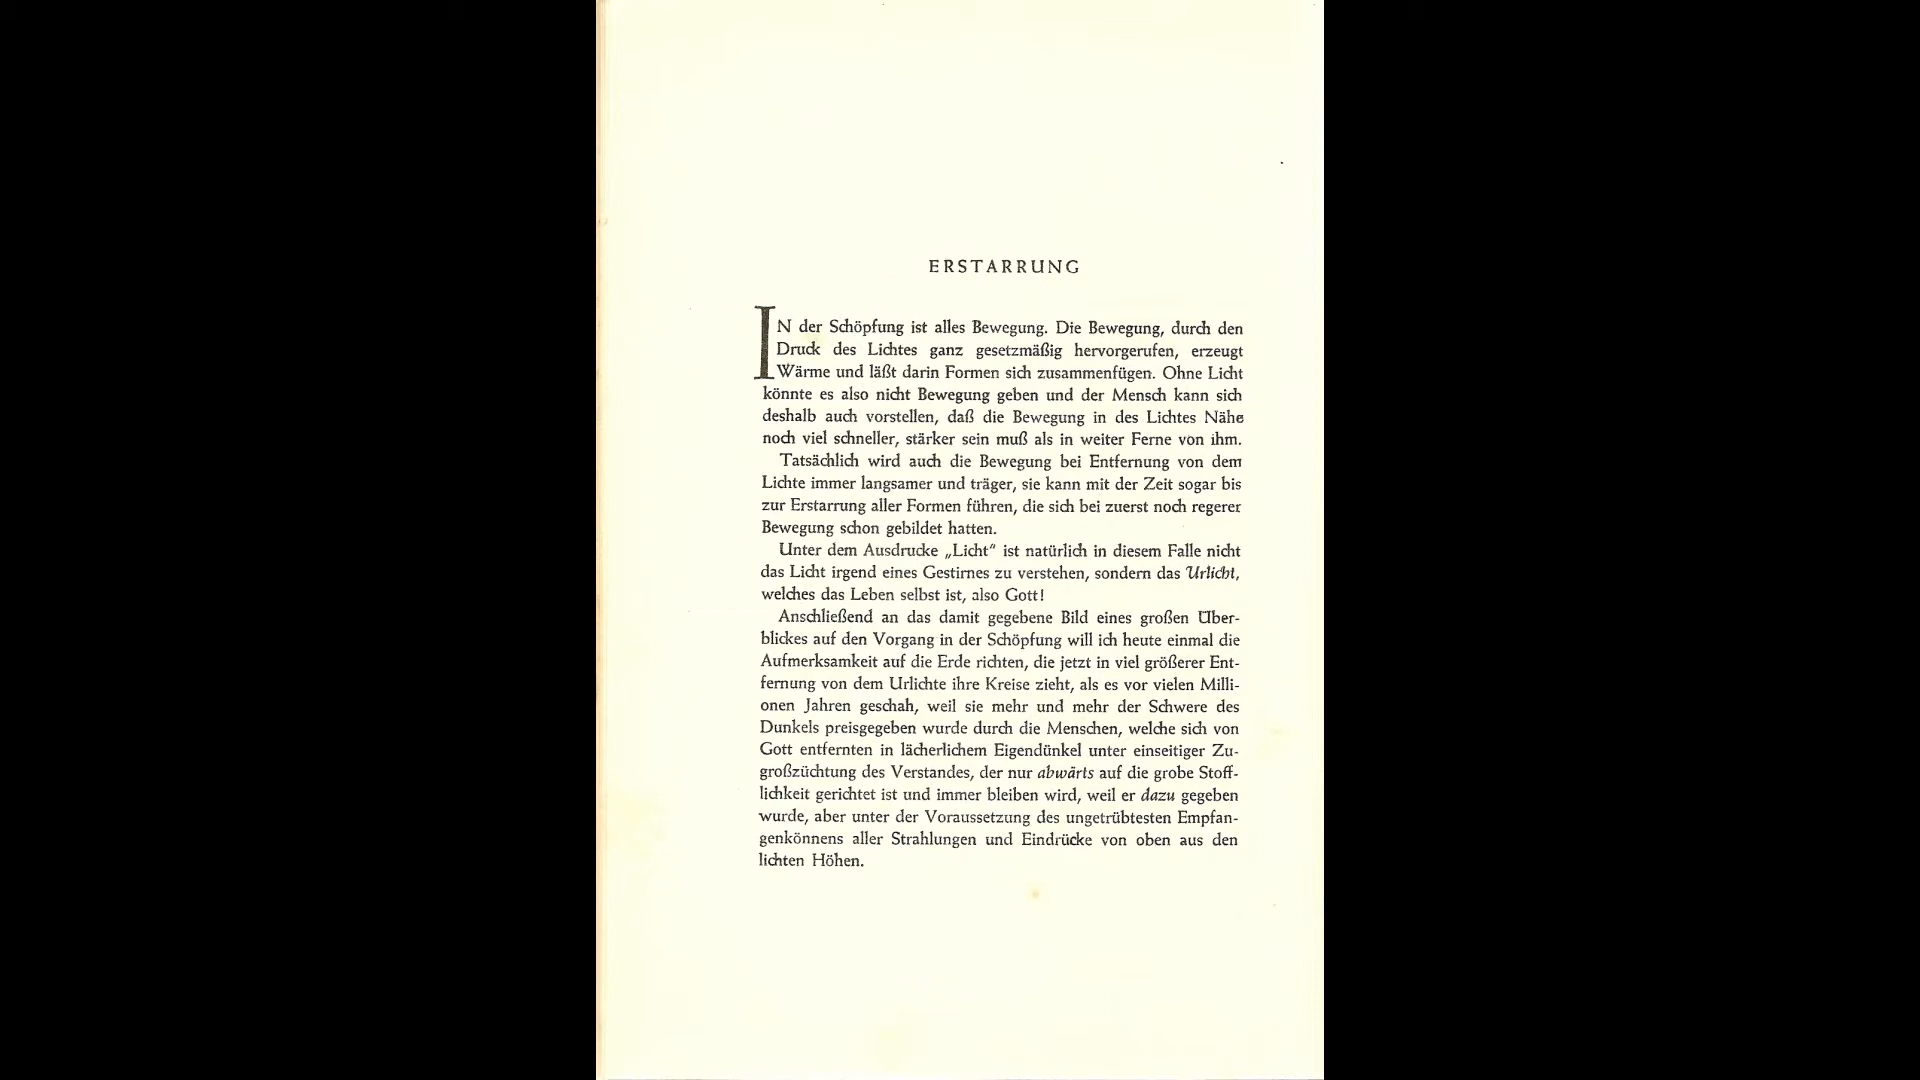 ERSTARRUNG
IN der Schöpfung ist alles Bewegung. Die Bewegung, durch den
Druck des Lichtes ganz gesetzmäßig hervorgerufen, erzeugt
Wärme und läßt darin Formen sich zusammenfügen. Ohne Licht
könnte es also nicht Bewegung geben und der Mensch kann sich
deshalb auch vorstellen, daß die Bewegung in des Lichtes Nähe
noch viel schneller, stärker sein muß als in weiter Ferne von ihm.
Tatsächlich wird auch die Bewegung bei Entfernung von dem
Lichte immer langsamer und träger, sie kann mit der Zeit sogar bis
zur Erstarrung aller Formen führen, die sich bei zuerst noch regerer
Bewegung schon gebildet hatten.
Unter dem Ausdrucke „Licht" ist natürlich in diesem Falle nicht
das Licht irgend eines Gestirnes zu verstehen, sondern das Urlicht,
welches das Leben selbst ist, also Gott!
Anschließend an das damit gegebene Bild eines großen Über-
blickes auf den Vorgang in der Schöpfung will ich heute einmal die
Aufmerksamkeit auf die Erde richten, die jetzt in viel größerer Ent-
fernung von dem Urlichte ihre Kreise zieht, als es vor vielen Milli-
onen Jahren geschah, weil sie mehr und mehr der Schwere des
Dunkels preisgegeben wurde durch die Menschen, welche sich von
Gott entfernten in lächerlichem Eigendünkel unter einseitiger Zu-
großzüchtung des Verstandes, der nur abwärts auf die grobe Stoff-
lichkeit gerichtet ist und immer bleiben wird, weil er dazu gegeben
wurde, aber unter der Voraussetzung des ungetrübtesten Empfan-
genkönnens aller Strahlungen und Eindrücke von oben aus den
lichten Höhen.